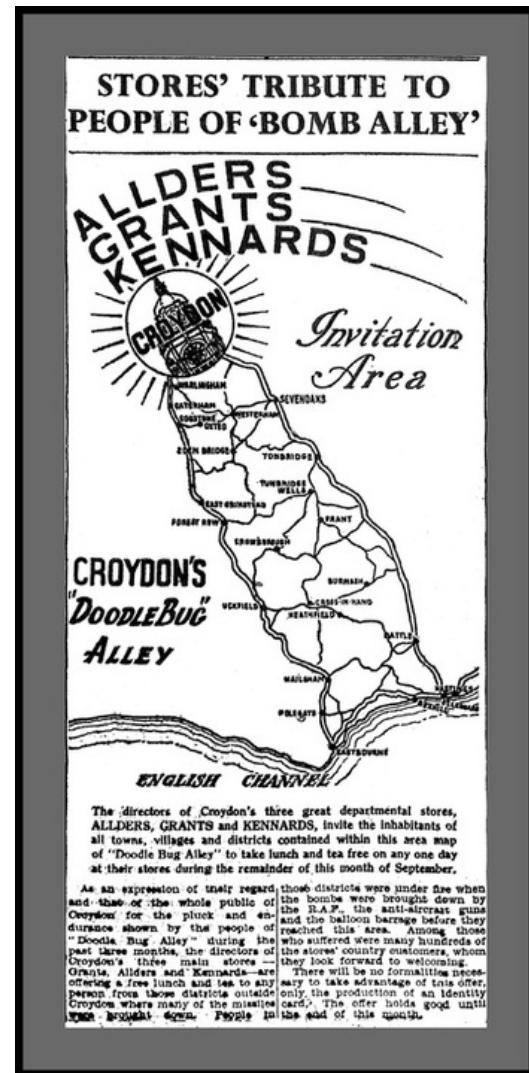 STORES' TRIBUTE TO
PEOPLE OF 'BOMB ALLEY'
ALLDERS
GRANTS
KENNARDS
CROYDON
Invitation
Area
WARLINGHAM
CATERHAM
SEVENOAKS
WESTERHAM
GODSTONE
OXTED
EDEN BRIDGE
TONBRIDGE
TUNBRIDGE
WELLS
EAST GRINSTEAD
FOREST ROW
FRANT
CROWBOROUGH
CROYDON'S
"DOODLEBUG"
ALLEY
BURWASH
UCKFIELD
CROSS-IN-HAND
HEATHFIELD
BATTLE
HAILSHAM
HASTINGS
POLEGATE
EASTBOURNE
ENGLISH CHANNEL
The directors of Croydon's three great departmental stores,
ALLDERS, GRANTS and KENNARDS, invite the inhabitants of
all towns, villages and districts contained within this area map
of "Doodle Bug Alley" to take lunch and tea free on any one day
at their stores during the remainder of this month of September.
As an expression of their regard
and that of the whole public of
Croydon for the pluck and en-
durance shown by the people of
"Doodle Bug Alley" during the
past three months, the directors of
Croydon's three main stores—
Grants, Allders and Kennards—are
offering a free lunch and tea to any
person from those districts outside
Croydon where many of the missiles
were brought down. People in
those districts were under fire when
the bombs were brought down by
the R.A.F., the anti-aircraft guns
and the balloon barrage before they
reached this area. Among those
who suffered were many hundreds of
the stores' country customers, whom
they look forward to welcoming.
There will be no formalities neces-
sary to take advantage of this offer,
only the production of an identity
card. The offer holds good until
the end of this month.